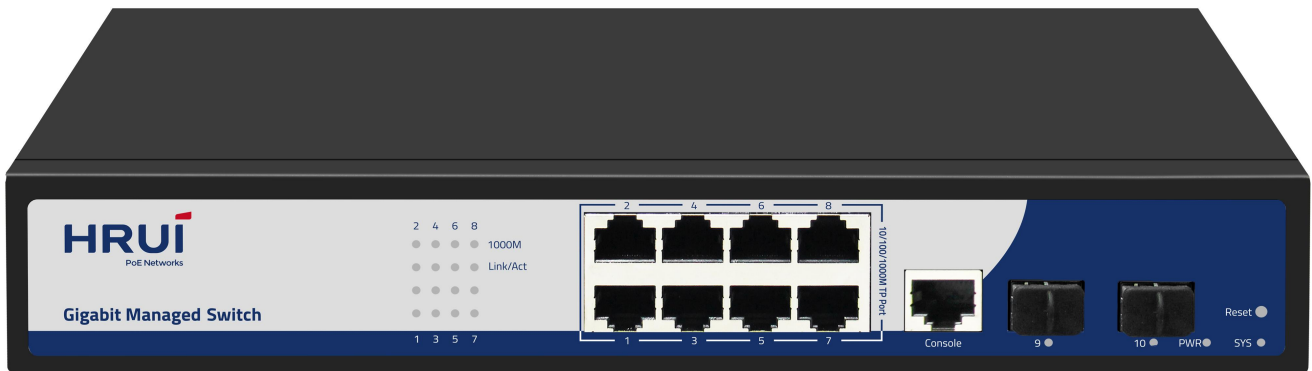 HRUÍ
PoE Networks
Gigabit Managed Switch
2 4 6 8
1000M
Link/Act
1 3 5 7
2 4 6 8
10/100/1000M TP Port
1 3 5 7
Console
9
10
PWR
Reset
SYS